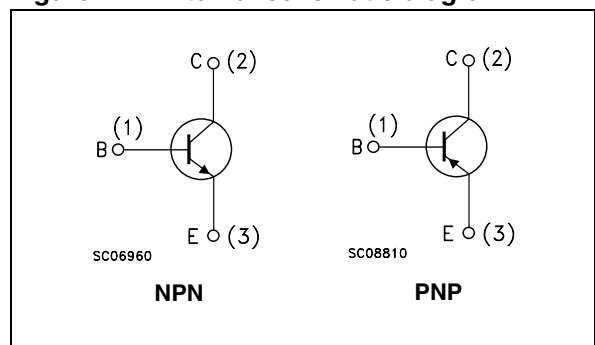 C (2)
(1)
B
E (3)
SC06960
NPN
C (2)
(1)
B
E (3)
SC08810
PNP